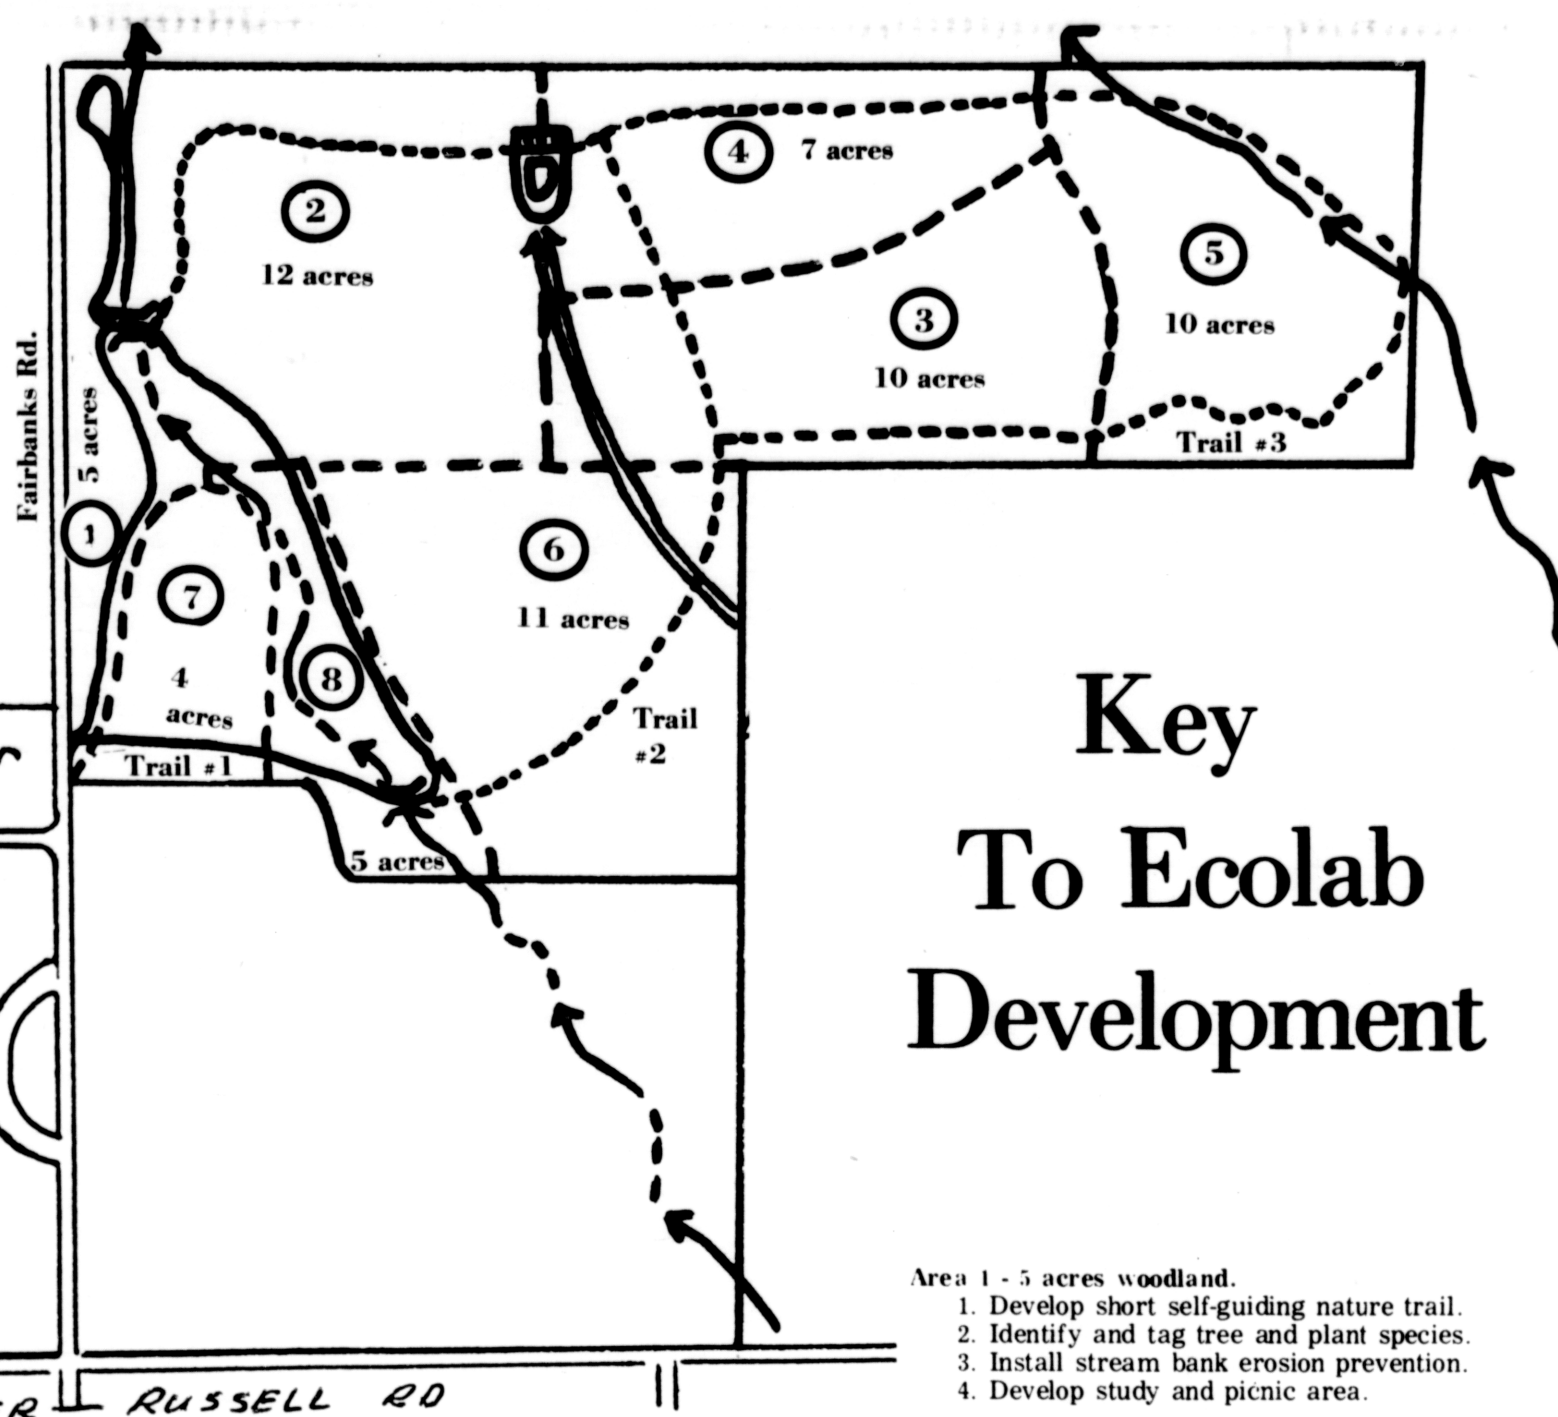 4 7 acres
2
12 acres
5
10 acres
3
10 acres
Trail #3
Fairbanks Rd.
5 acres
1
6
11 acres
7
4
acres
8
Trail
#2
Trail #1
5 acres
Key
To Ecolab
Development
Area 1 - 5 acres woodland.
1. Develop short self-guiding nature trail.
2. Identify and tag tree and plant species.
3. Install stream bank erosion prevention.
4. Develop study and picnic area.
RUSSELL RD